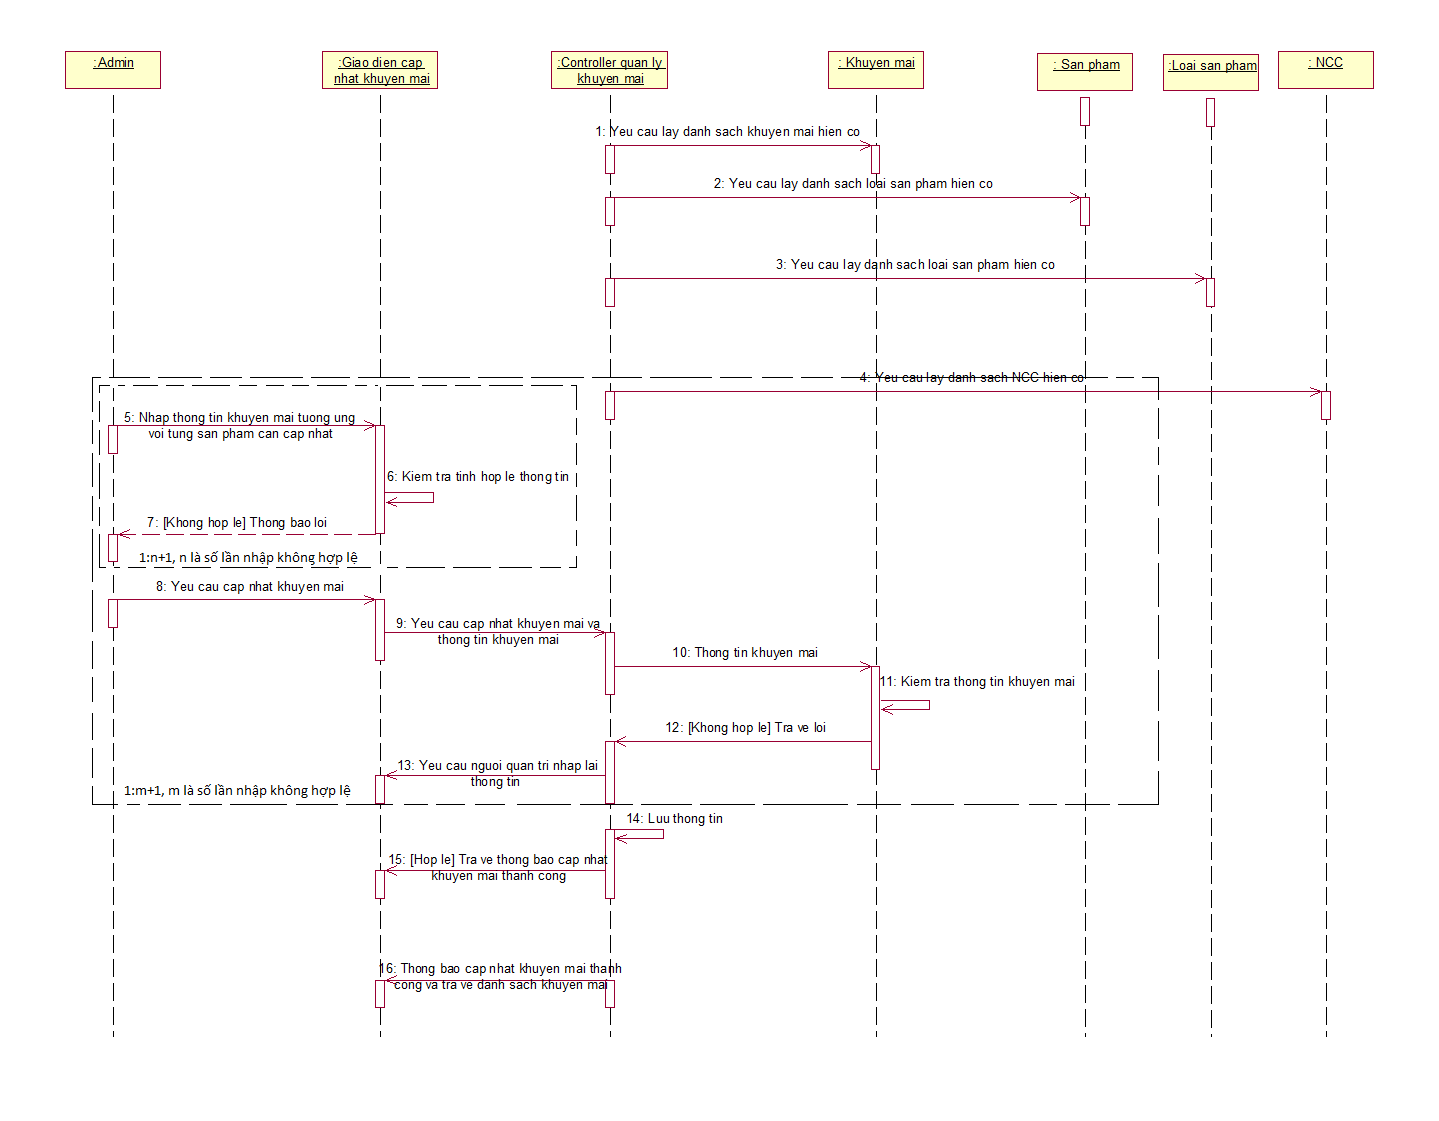 :Admin
:Giao dien cap
nhat khuyen mai
:Controller quan ly
khuyen mai
: Khuyen mai
: San pham
:Loai san pham
: NCC
1: Yeu cau lay danh sach khuyen mai hien co
2: Yeu cau lay danh sach loai san pham hien co
3: Yeu cau lay danh sach loai san pham hien co
4: Yeu cau lay danh sach NCC hien co
5: Nhap thong tin khuyen mai tuong ung
voi tung san pham can cap nhat
6: Kiem tra tinh hop le thong tin
7: [Khong hop le] Thong bao loi
1:n+1, n là số lần nhập không hợp lệ
8: Yeu cau cap nhat khuyen mai
9: Yeu cau cap nhat khuyen mai va
thong tin khuyen mai
10: Thong tin khuyen mai
11: Kiem tra thong tin khuyen mai
12: [Khong hop le] Tra ve loi
13: Yeu cau nguoi quan tri nhap lai
thong tin
1:m+1, m là số lần nhập không hợp lệ
14: Luu thong tin
15: [Hop le] Tra ve thong bao cap nhat
khuyen mai thanh cong
16: Thong bao cap nhat khuyen mai thanh
cong va tra ve danh sach khuyen mai